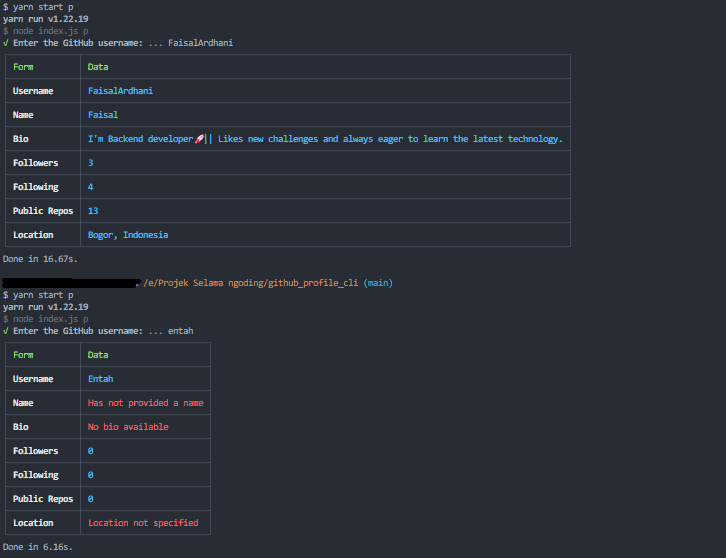 $ yarn start p
yarn run v1.22.19
$ node index.js p
√ Enter the GitHub username: ... FaisalArdhani
Form Data
Username FaisalArdhani
Name Faisal
Bio I'm Backend developer🚀|| Likes new challenges and always eager to learn the latest technology.
Followers 3
Following 4
Public Repos 13
Location Bogor, Indonesia
Done in 16.67s.
/e/Projek Selama ngoding/github_profile_cli (main)
$ yarn start p
yarn run v1.22.19
$ node index.js p
√ Enter the GitHub username: ... entah
Form Data
Username Entah
Name Has not provided a name
Bio No bio available
Followers 0
Following 0
Public Repos 0
Location Location not specified
Done in 6.16s.